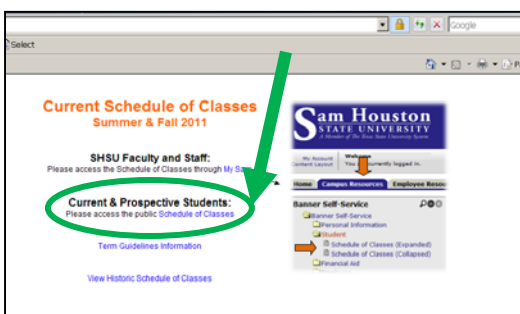 Google
Select
Current Schedule of Classes
Summer & Fall 2011
SHSU Faculty and Staff:
Please access the Schedule of Classes through My Sa
Current & Prospective Students:
Please access the public Schedule of Classes
Term Guidelines Information
View Historic Schedule of Classes
Sam Houston
STATE UNIVERSITY
A Member of The Texas State University System
My Account
Content Layout
Welcome
You currently logged in.
Home Campus Resources Employee Resou
Banner Self-Service
Banner Self-Service
Personal Information
Student
Schedule of Classes (Expanded)
Schedule of Classes (Collapsed)
Financial Aid